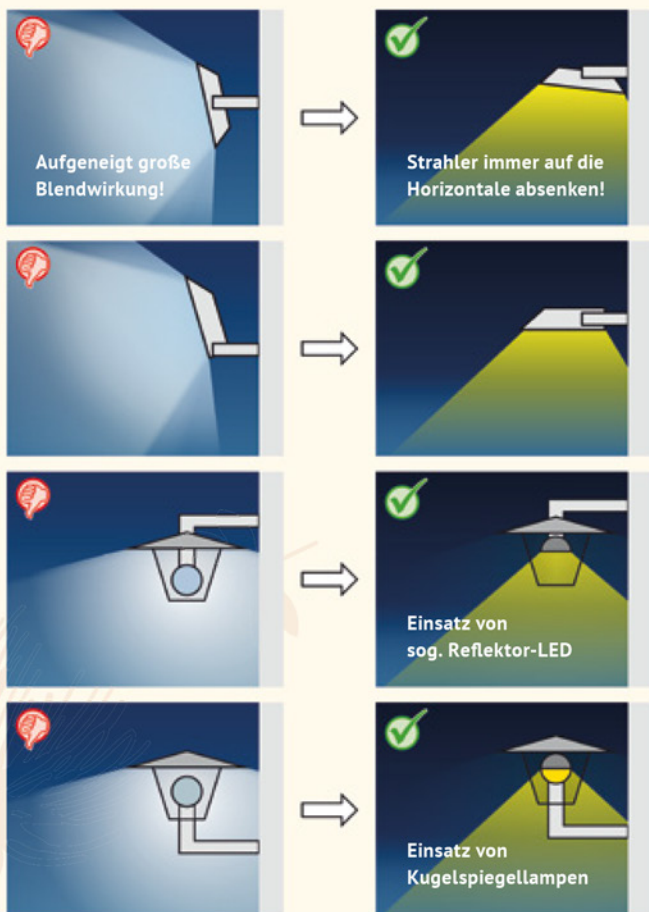 Aufgeneigt große
Blendwirkung!
Strahler immer auf die
Horizontale absenken!
Einsatz von
sog. Reflektor-LED
Einsatz von
Kugelspiegellampen